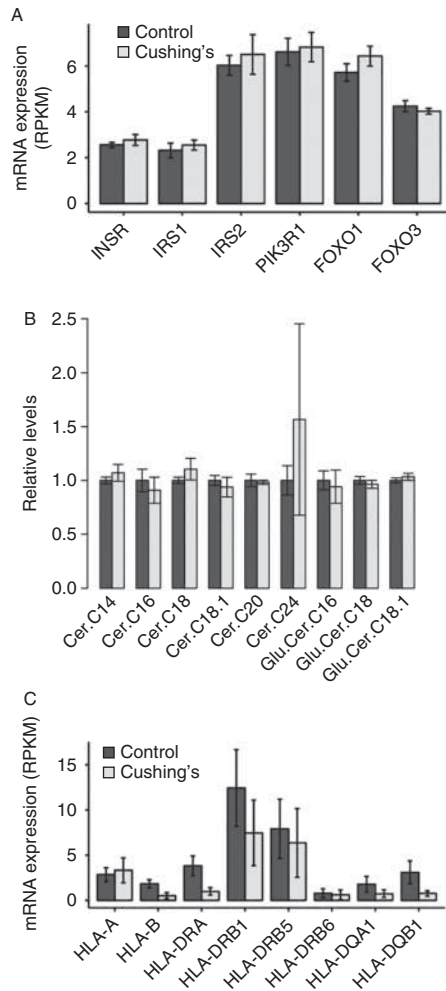 A
mRNA expression
(RPKM)
Control
Cushing's
6
4
2
0
INSR
IRS1
IRS2
PIK3R1
FOXO1
FOXO3
B
Relative levels
2.5
2.0
1.5
1.0
0.5
0.0
Cer.C14
Cer.C16
Cer.C18
Cer.C18.1
Cer.C20
Cer.C24
Glu.Cer.C16
Glu.Cer.C18
Glu.Cer.C18.1
C
mRNA expression (RPKM)
Control
Cushing's
15
10
5
0
HLA-A
HLA-B
HLA-DRA
HLA-DRB1
HLA-DRB5
HLA-DRB6
HLA-DQA1
HLA-DQB1